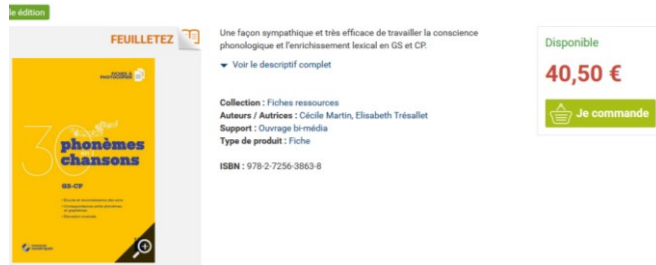 le édition
FEUILLETEZ
Une façon sympathique et très efficace de travailler la conscience
phonologique et l'enrichissement lexical en GS et CP.
Voir le descriptif complet
Collection : Fiches ressources
Auteurs / Autrices : Cécile Martin, Elisabeth Trésallet
Support : Ouvrage bi-média
Type de produit : Fiche
ISBN : 978-2-7256-3863-8
Disponible
40,50 €
Je commande
FICHES À
PHOTOCOPIER
30
phonèmes
chansons
GS-CP